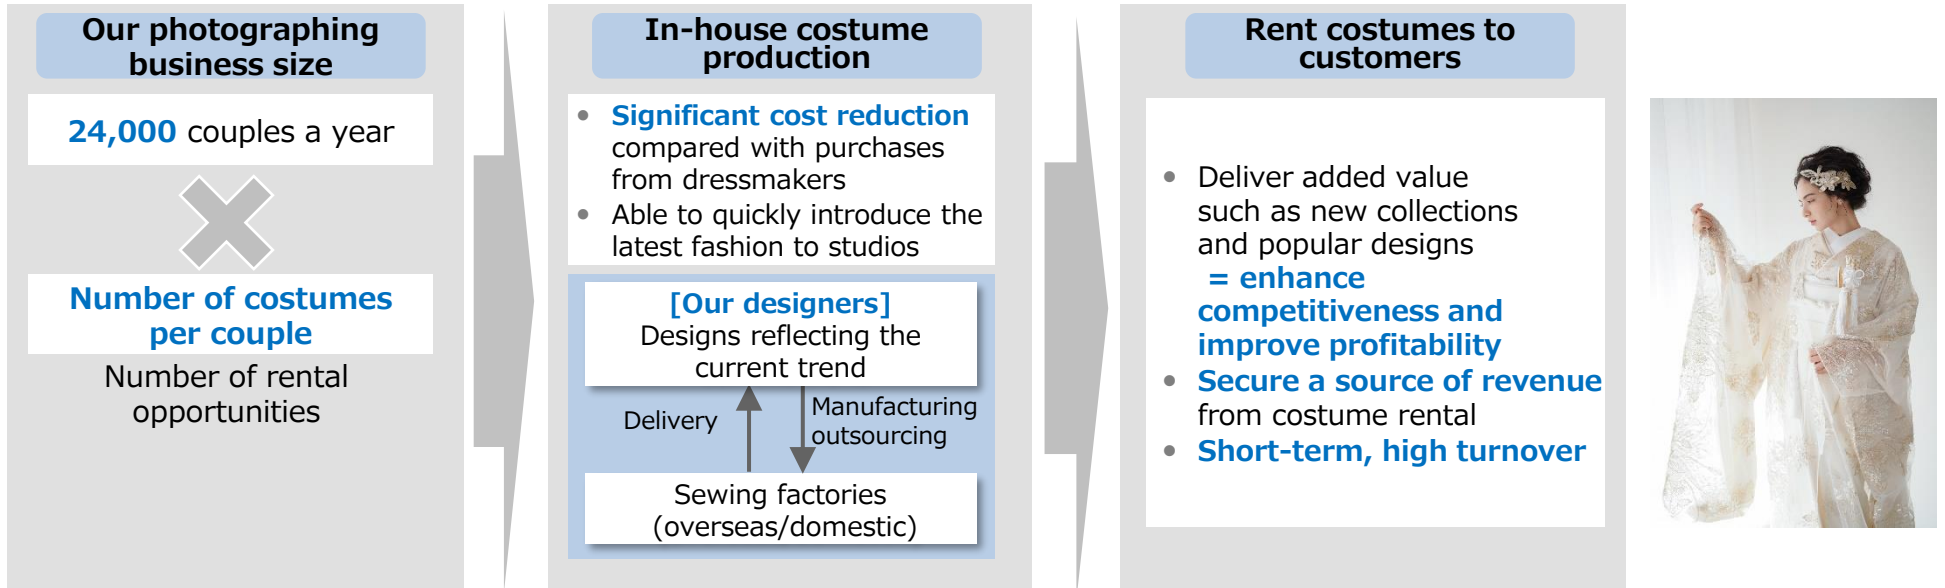 Our photographing
business size
24,000 couples a year
Number of costumes
per couple
Number of rental
opportunities
In-house costume
production
• Significant cost reduction
compared with purchases
from dressmakers
• Able to quickly introduce the
latest fashion to studios
[Our designers]
Designs reflecting the
current trend
Delivery
Manufacturing
outsourcing
Sewing factories
(overseas/domestic)
Rent costumes to
customers
• Deliver added value
such as new collections
and popular designs
= enhance
competitiveness and
improve profitability
• Secure a source of revenue
from costume rental
• Short-term, high turnover